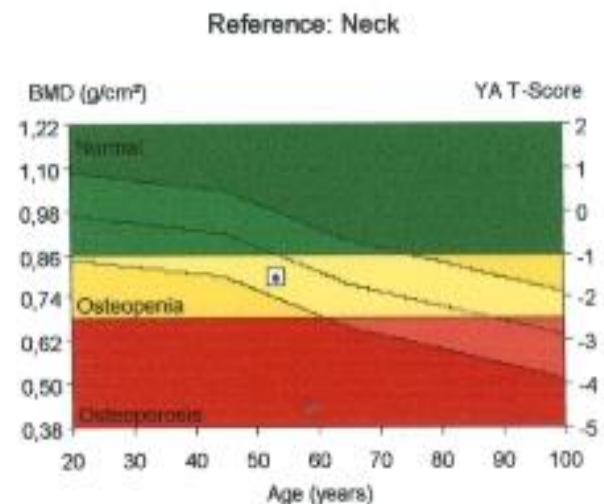 Reference: Neck
BMD (g/cm²) YA T-Score
1,22 2
Normal
1,10 1
0,98 0
0,86 -1
0,74 -2
Osteopenia
0,62 -3
0,50 -4
Osteoporosis
0,38 -5
20 30 40 50 60 70 80 90 100
Age (years)